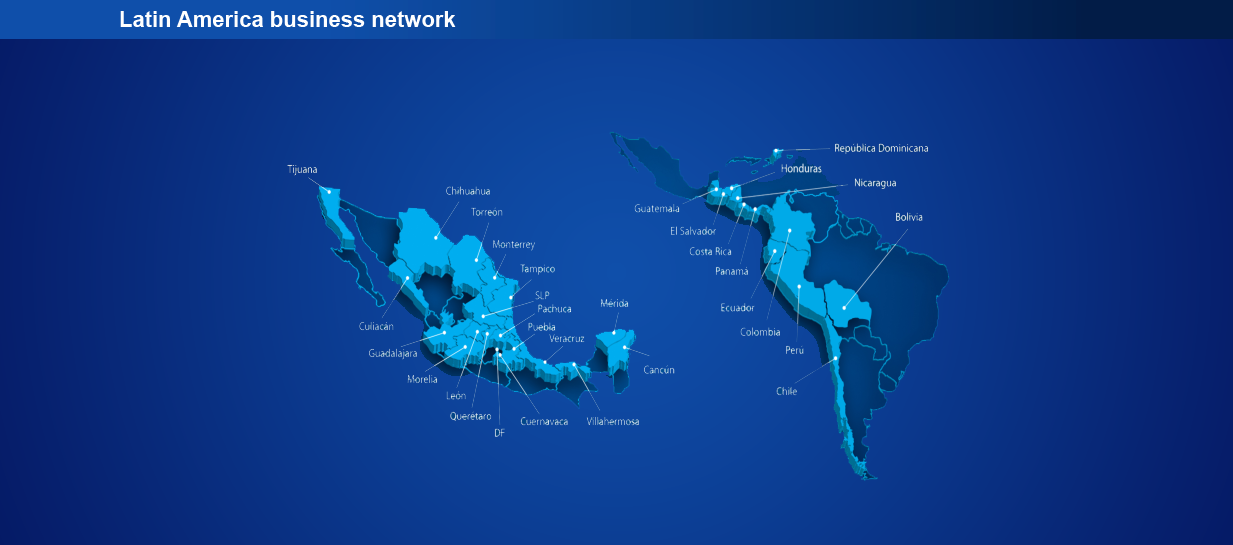 Latin America business network
Tijuana
Chihuahua
Torreón
Monterrey
Tampico
SLP
Pachuca
Puebla
Veracruz
Mérida
Cancún
Culiacán
Guadalajara
Morelia
León
Querétaro
DF
Cuernavaca
Villahermosa
República Dominicana
Honduras
Nicaragua
Guatemala
El Salvador
Costa Rica
Panamá
Bolivia
Ecuador
Colombia
Perú
Chile